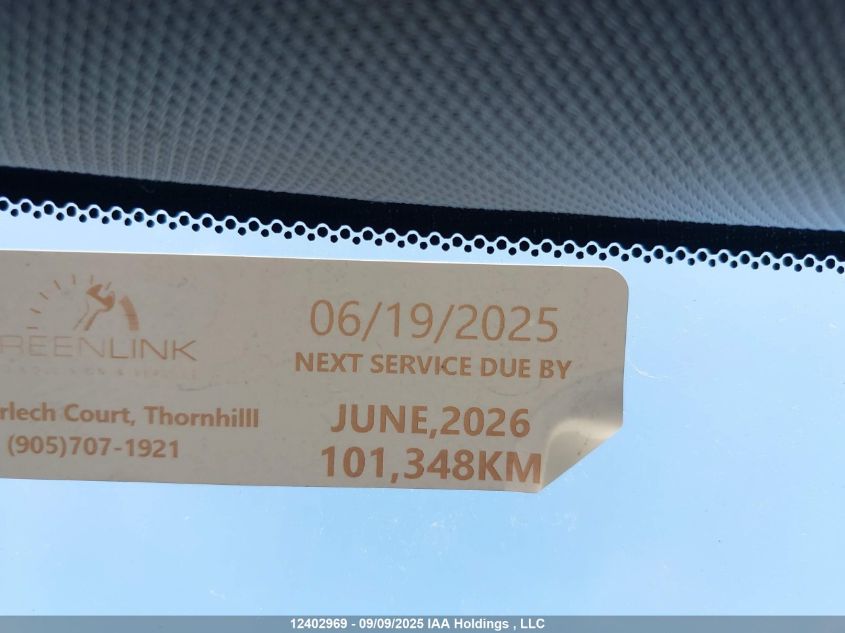 06/19/2025
NEXT SERVICE DUE BY
JUNE,2026
101,348KM
REENLINK
rlech Court, Thornhilll
(905)707-1921
12402969 - 09/09/2025 IAA Holdings , LLC